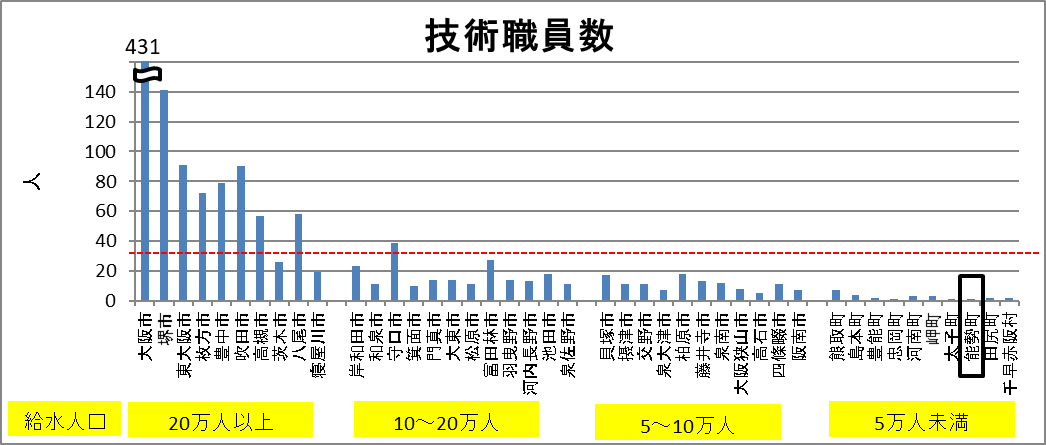 技術職員数
431
人
140
120
100
80
60
40
20
0
大阪市
堺市
東大阪市
枚方市
豊中市
吹田市
高槻市
茨木市
八尾市
寝屋川市
岸和田市
和泉市
守口市
箕面市
門真市
大東市
松原市
富田林市
羽曳野市
河内長野市
池田市
泉佐野市
貝塚市
摂津市
交野市
泉大津市
柏原市
藤井寺市
泉南市
大阪狭山市
高石市
四條畷市
阪南市
熊取町
島本町
豊能町
忠岡町
河南町
岬町
太子町
能勢町
田尻町
千早赤阪村
給水人口
20万人以上
10～20万人
5～10万人
5万人未満